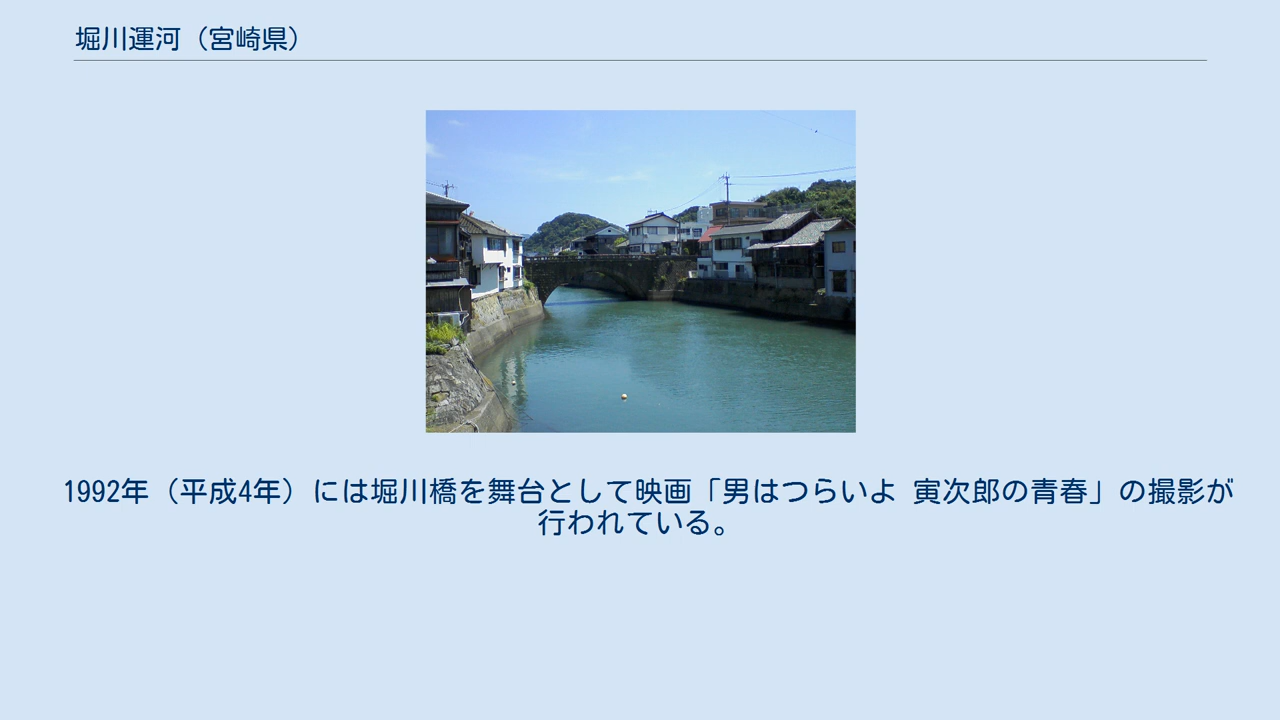 堀川運河（宮崎県）
1992年（平成4年）には堀川橋を舞台として映画「男はつらいよ 寅次郎の青春」の撮影が
行われている。